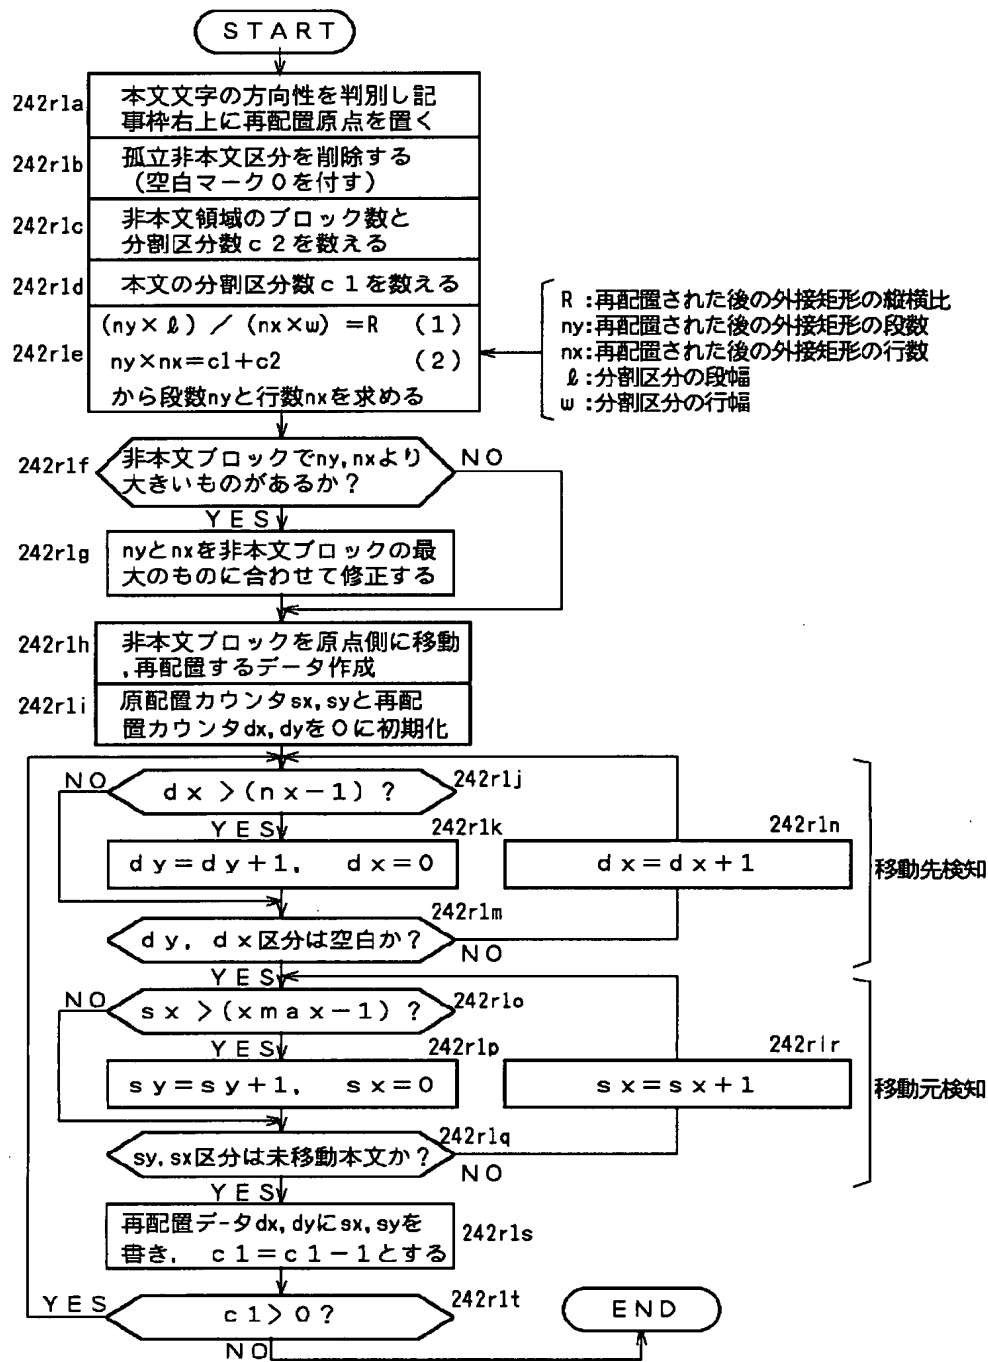 START
242r1a
本文文字の方向性を判別し記
事枠右上に再配置原点を置く
242r1b
孤立非本文区分を削除する
(空白マーク0を付す)
242r1c
非本文領域のブロック数と
分割区分数c2を数える
242r1d
本文の分割区分数c1を数える
242r1e
(ny×ℓ)/(nx×w)=R (1)
ny×nx=c1+c2 (2)
から段数nyと行数nxを求める
R:再配置された後の外接矩形の縦横比
ny:再配置された後の外接矩形の段数
nx:再配置された後の外接矩形の行数
ℓ:分割区分の段幅
w:分割区分の行幅
242r1f
非本文ブロックでny,nxより
大きいものがあるか?
NO
YES
242r1g
nyとnxを非本文ブロックの最
大のものに合わせて修正する
242r1h
非本文ブロックを原点側に移動
,再配置するデータ作成
242r1i
原配置カウンタsx,syと再配
置カウンタdx,dyを0に初期化
NO
dx>(nx-1)?
242r1j
YES
242r1k
dy=dy+1, dx=0
242r1n
dx=dx+1
移動先検知
242r1m
dy, dx区分は空白か?
NO
YES
NO
sx>(xmax-1)?
242r1o
YES
242r1p
sy=sy+1, sx=0
242r1r
sx=sx+1
移動元検知
242r1q
sy,sx区分は未移動本文か?
NO
YES
再配置データdx,dyにsx,syを
書き, c1=c1-1とする
242r1s
YES
c1>0?
242r1t
NO
END